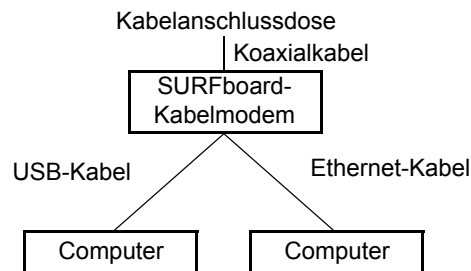 Kabelanschlussdose
Koaxialkabel
SURFboard-
Kabelmodem
USB-Kabel
Ethernet-Kabel
Computer
Computer